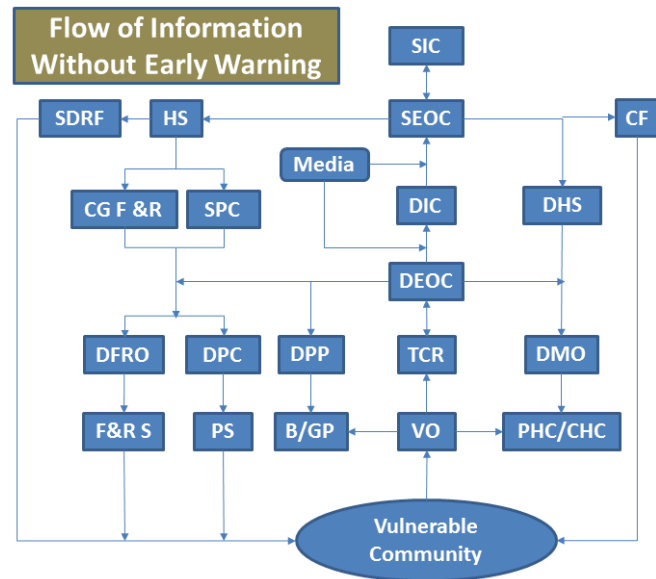 Flow of Information
Without Early Warning
SIC
SDRF
HS
SEOC
CF
Media
CG F &R
SPC
DIC
DHS
DEOC
DFRO
DPC
DPP
TCR
DMO
F&R S
PS
B/GP
VO
PHC/CHC
Vulnerable
Community